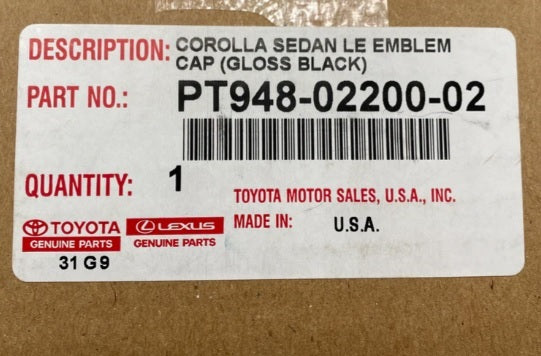 DESCRIPTION: COROLLA SEDAN LE EMBLEM
CAP (GLOSS BLACK)
PART NO.: PT948-02200-02
QUANTITY: 1
TOYOTA MOTOR SALES, U.S.A., INC.
MADE IN: U.S.A.
TOYOTA LEXUS
GENUINE PARTS GENUINE PARTS
31 G 9